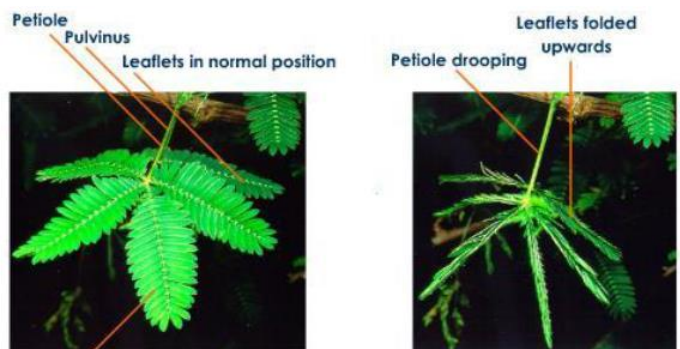 Petiole
Pulvinus
Leaflets in normal position
Petiole drooping
Leaflets folded
upwards